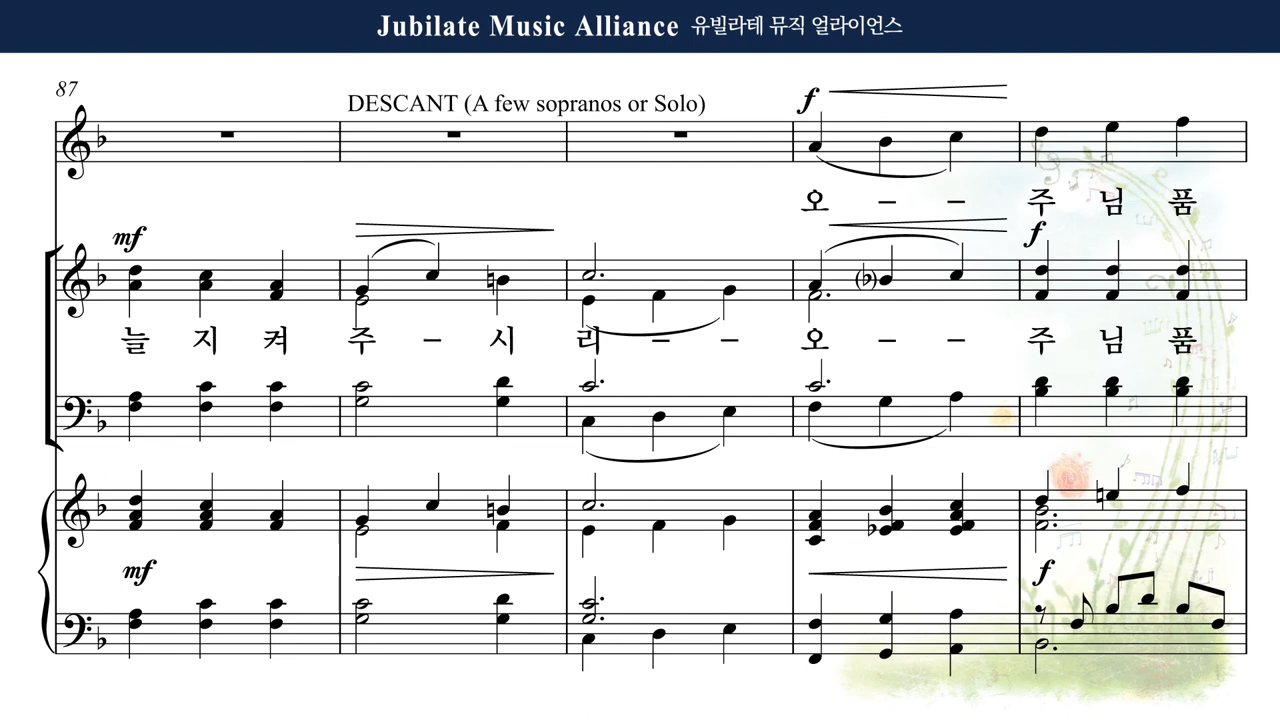 Jubilate Music Alliance 유빌라테 뮤직 얼라이언스
87
DESCANT (A few sopranos or Solo)
f
오 – – 주 님 품
mf
f
늘 지 켜 주 – 시 리 – – 오 – – 주 님 품
mf
f